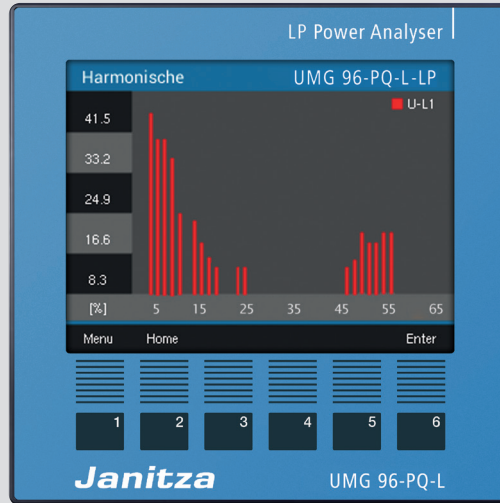 LP Power Analyser
Harmonische UMG 96-PQ-L-LP
U-L1
41.5
33.2
24.9
16.6
8.3
[%] 5 15 25 35 45 55 65
Menu Home Enter
1 2 3 4 5 6
Janitza UMG 96-PQ-L